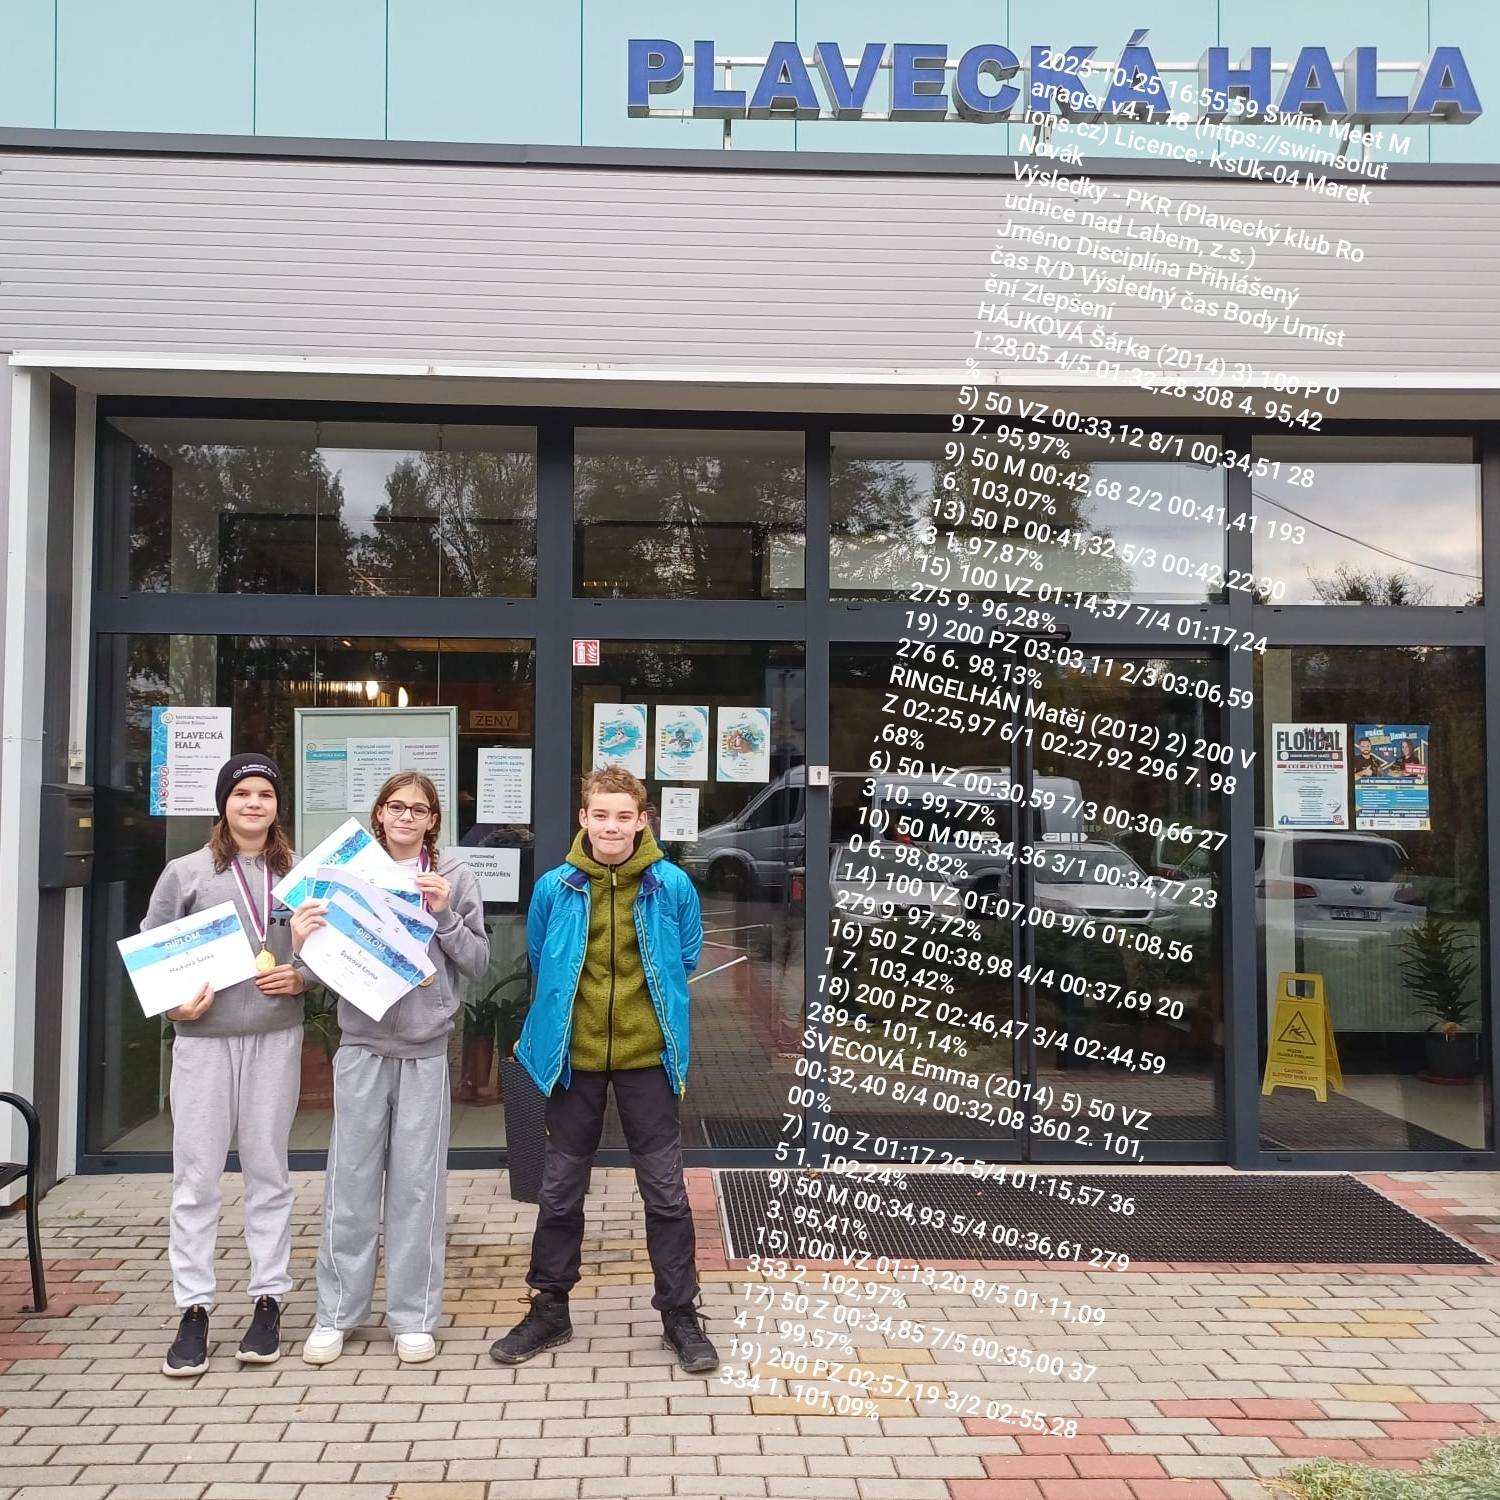 PLAVECKÁ HALA
2025-10-25 16:55:59 Swim Meet M
anager v4.1.18 (https://swimsolut
ions.cz) Licence: KsUk-04 Marek
Novák
Výsledky - PKR (Plavecký klub Ro
udnice nad Labem, z.s.)
Jméno Disciplína Přihlášený
čas R/D Výsledný čas Body Umíst
ění Zlepšení
HÁJKOVÁ Šárka (2014) 3) 100 P 0
1:28,05 4/5 01:32,28 308 4. 95,42
%
5) 50 VZ 00:33,12 8/1 00:34,51 28
9 7. 95,97%
9) 50 M 00:42,68 2/2 00:41,41 193
6. 103,07%
13) 50 P 00:41,32 5/3 00:42,22 30
3 1. 97,87%
15) 100 VZ 01:14,37 7/4 01:17,24
275 9. 96,28%
19) 200 PZ 03:03,11 2/3 03:06,59
276 6. 98,13%
RINGELHÁN Matěj (2012) 2) 200 V
Z 02:25,97 6/1 02:27,92 296 7. 98
,68%
6) 50 VZ 00:30,59 7/3 00:30,66 27
3 10. 99,77%
10) 50 M 00:34,36 3/1 00:34,77 23
0 6. 98,82%
14) 100 VZ 01:07,00 9/6 01:08,56
279 9. 97,72%
16) 50 Z 00:38,98 4/4 00:37,69 20
1 7. 103,42%
18) 200 PZ 02:46,47 3/4 02:44,59
289 6. 101,14%
ŠVECOVÁ Emma (2014) 5) 50 VZ
00:32,40 8/4 00:32,08 360 2. 101,
00%
7) 100 Z 01:17,26 5/4 01:15,57 36
5 1. 102,24%
9) 50 M 00:34,93 5/4 00:36,61 279
3. 95,41%
15) 100 VZ 01:13,20 8/5 01:11,09
353 2. 102,97%
17) 50 Z 00:34,85 7/5 00:35,00 37
4 1. 99,57%
19) 200 PZ 02:57,19 3/2 02:55,28
334 1. 101,09%
PLAVECKÁ
HALA
ŽENY
FLORBAL
DIPLOM
Hájková Šárka
DIPLOM
Švecová Emma